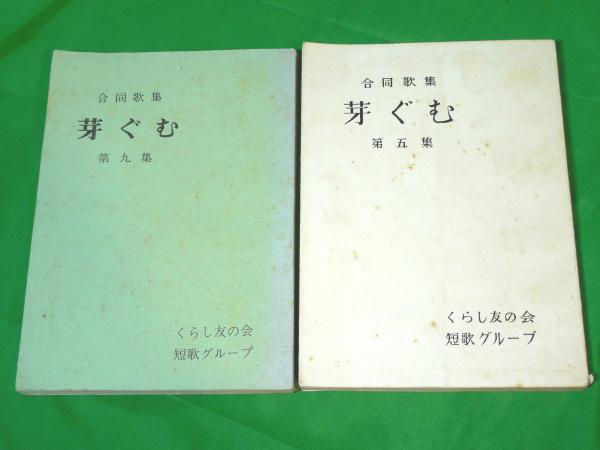 合同歌集
芽ぐむ
第九集
くらし友の会
短歌グループ
合同歌集
芽ぐむ
第五集
くらし友の会
短歌グループ